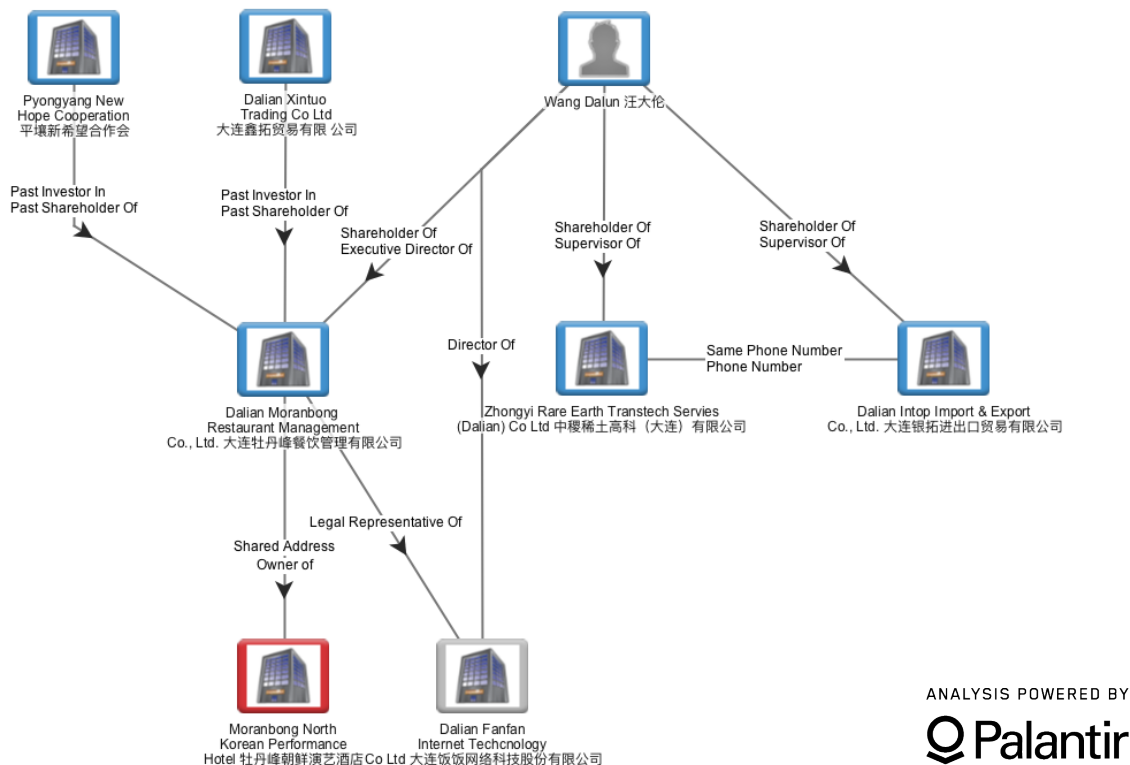 Pyongyang New
Hope Cooperation
平壤新希望合作会
Dalian Xintuo
Trading Co Ltd
大连鑫拓贸易有限 公司
Wang Dalun 汪大伦
Past Investor In
Past Shareholder Of
Past Investor In
Past Shareholder Of
Shareholder Of
Executive Director Of
Shareholder Of
Supervisor Of
Shareholder Of
Supervisor Of
Director Of
Same Phone Number
Phone Number
Dalian Moranbong
Restaurant Management
Co., Ltd. 大连牡丹峰餐饮管理有限公司
Zhongyi Rare Earth Transtech Servies
(Dalian) Co Ltd 中稷稀土高科（大连）有限公司
Dalian Intop Import & Export
Co., Ltd. 大连银拓进出口贸易有限公司
Legal Representative Of
Shared Address
Owner of
Moranbong North
Korean Performance
Hotel 牡丹峰朝鲜演艺酒店
Dalian Fanfan
Internet Techcnology
Co Ltd 大连饭饭网络科技股份有限公司
ANALYSIS POWERED BY
Palantir